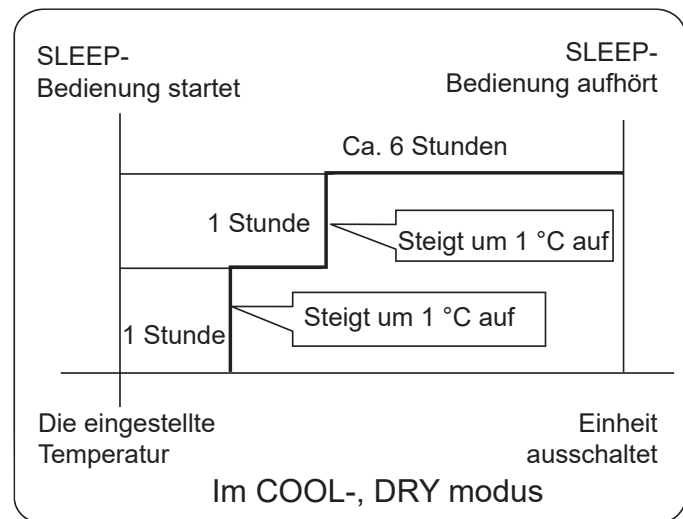 SLEEP-
Bedienung startet
SLEEP-
Bedienung aufhört
Ca. 6 Stunden
1 Stunde
Steigt um 1 °C auf
1 Stunde
Steigt um 1 °C auf
Die eingestellte
Temperatur
Einheit
ausschaltet
Im COOL-, DRY modus